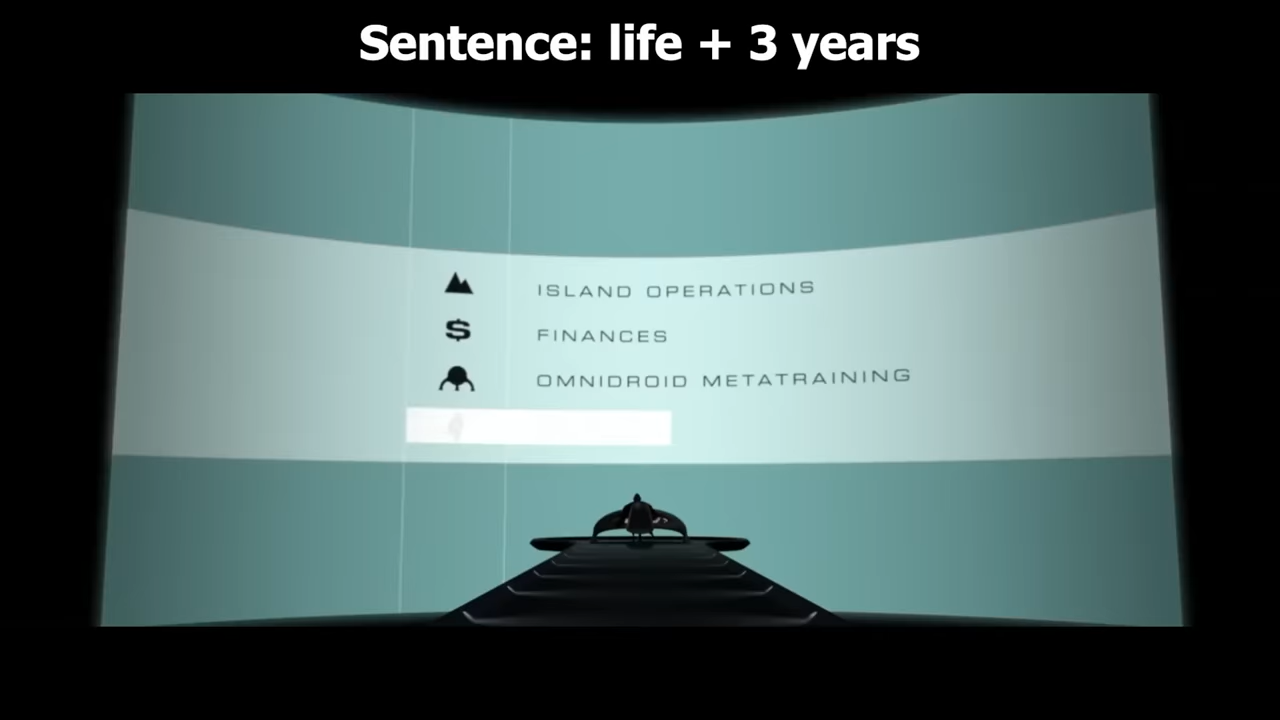 Sentence: life + 3 years
ISLAND OPERATIONS
$ FINANCES
OMNIDROID METATRAINING